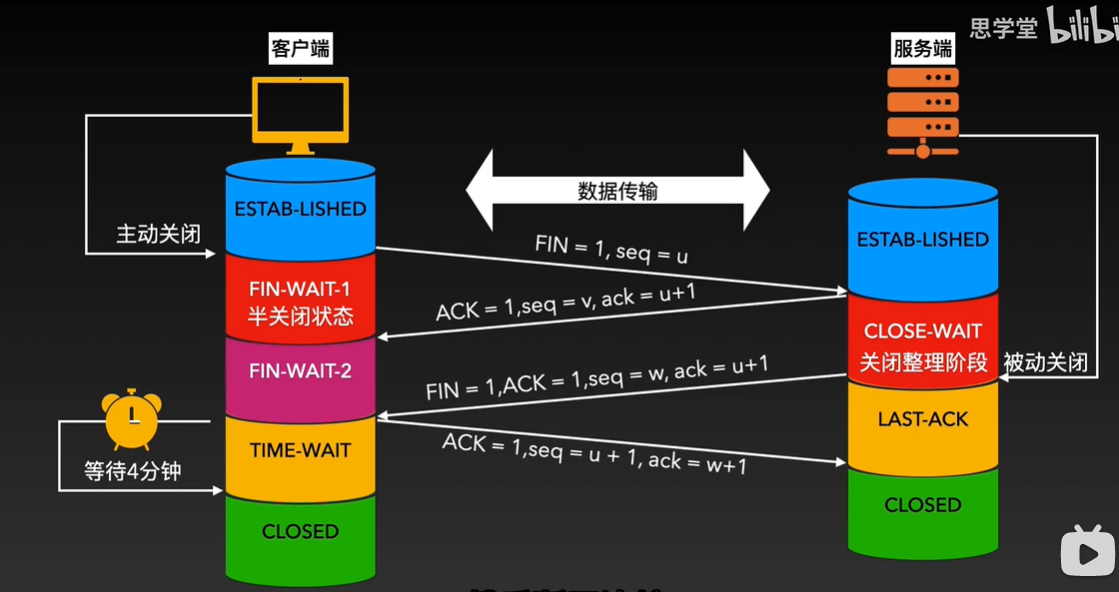 思学堂 bilibi
客户端
服务端
数据传输
ESTAB-LISHED
ESTAB-LISHED
主动关闭
FIN = 1, seq = u
FIN-WAIT-1
半关闭状态
ACK = 1,seq = v, ack = u+1
CLOSE-WAIT
关闭整理阶段
被动关闭
FIN-WAIT-2
FIN = 1,ACK = 1,seq = w, ack = u+1
LAST-ACK
ACK = 1,seq = u + 1, ack = w+1
TIME-WAIT
等待4分钟
CLOSED
CLOSED